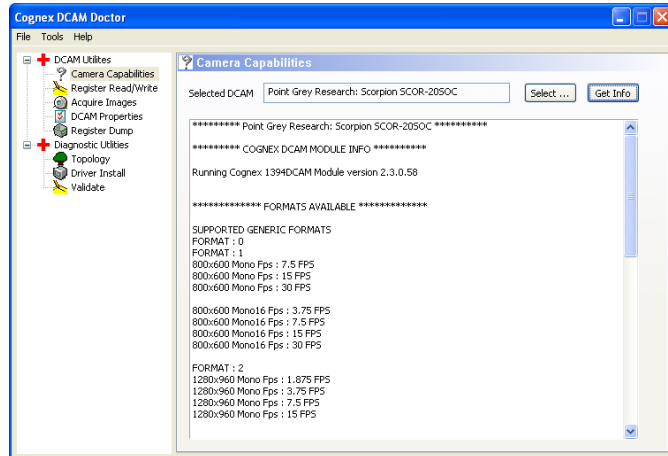 Cognex DCAM Doctor
File Tools Help
DCAM Utilites
Camera Capabilities
Register Read/Write
Acquire Images
DCAM Properties
Register Dump
Diagnostic Utlities
Topology
Driver Install
Validate
Camera Capabilities
Selected DCAM Point Grey Research: Scorpion SCOR-20SOC Select ... Get Info
********* Point Grey Research: Scorpion SCOR-20SOC **********
********* COGNEX DCAM MODULE INFO **********
Running Cognex 1394DCAM Module version 2.3.0.58
************* FORMATS AVAILABLE *************
SUPPORTED GENERIC FORMATS
FORMAT : 0
FORMAT : 1
800x600 Mono Fps : 7.5 FPS
800x600 Mono Fps : 15 FPS
800x600 Mono Fps : 30 FPS
800x600 Mono16 Fps : 3.75 FPS
800x600 Mono16 Fps : 7.5 FPS
800x600 Mono16 Fps : 15 FPS
800x600 Mono16 Fps : 30 FPS
FORMAT : 2
1280x960 Mono Fps : 1.875 FPS
1280x960 Mono Fps : 3.75 FPS
1280x960 Mono Fps : 7.5 FPS
1280x960 Mono Fps : 15 FPS